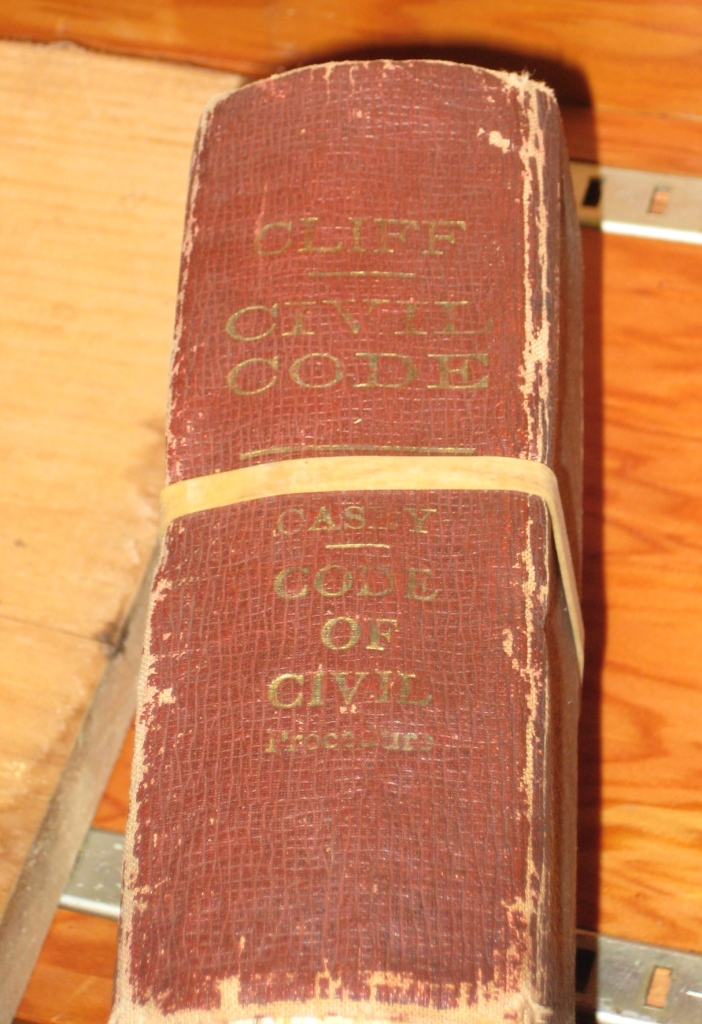 CLIFF
CIVIL
CODE
CASEY
CODE
OF
CIVIL
Procedure